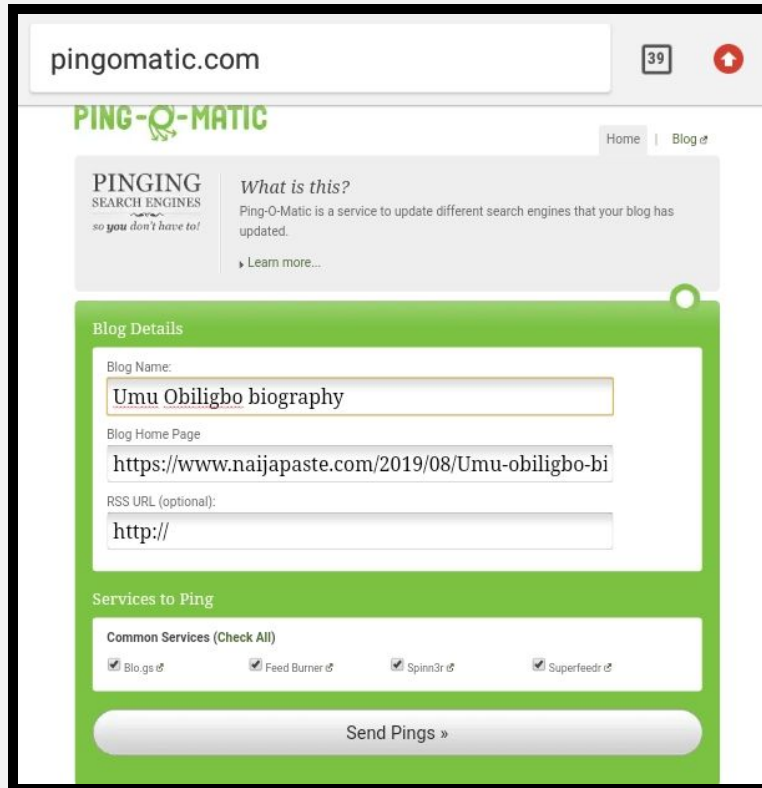 pingomatic.com
39
PING-O-MATIC
Home | Blog
PINGING
SEARCH ENGINES
so you don't have to!
What is this?
Ping-O-Matic is a service to update different search engines that your blog has
updated.
Learn more...
Blog Details
Blog Name:
Umu Obiligbo biography
Blog Home Page
https://www.naijapaste.com/2019/08/Umu-obiligbo-bi
RSS URL (optional):
http://
Services to Ping
Common Services (Check All)
Blo.gs Feed Burner Spinn3r Superfeedr
Send Pings »